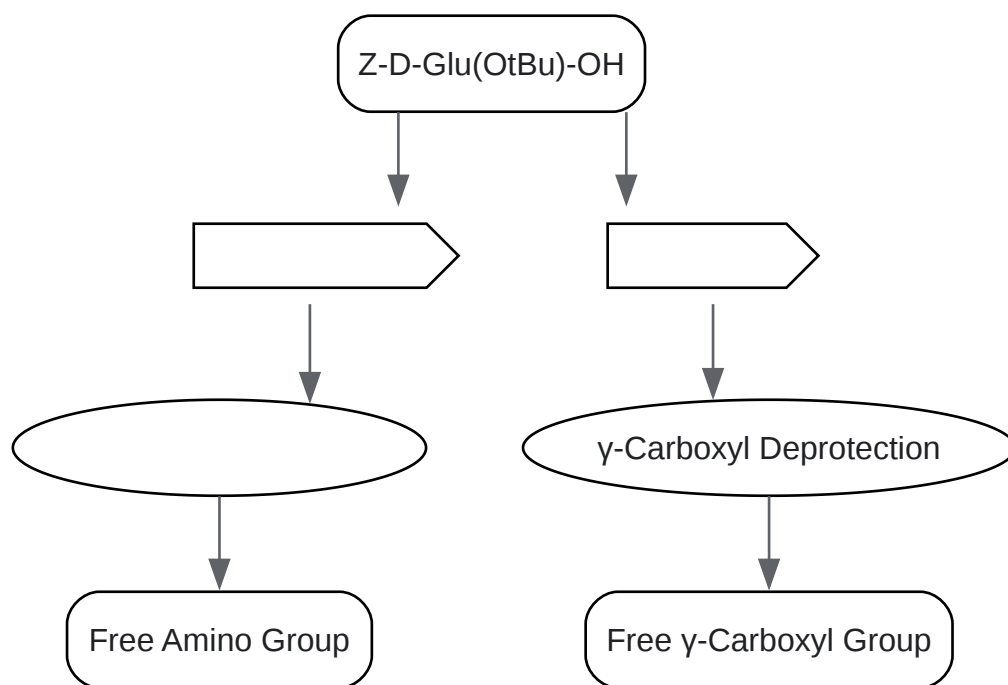 Z-D-Glu(OtBu)-OH
γ-Carboxyl Deprotection
Free Amino Group
Free γ-Carboxyl Group